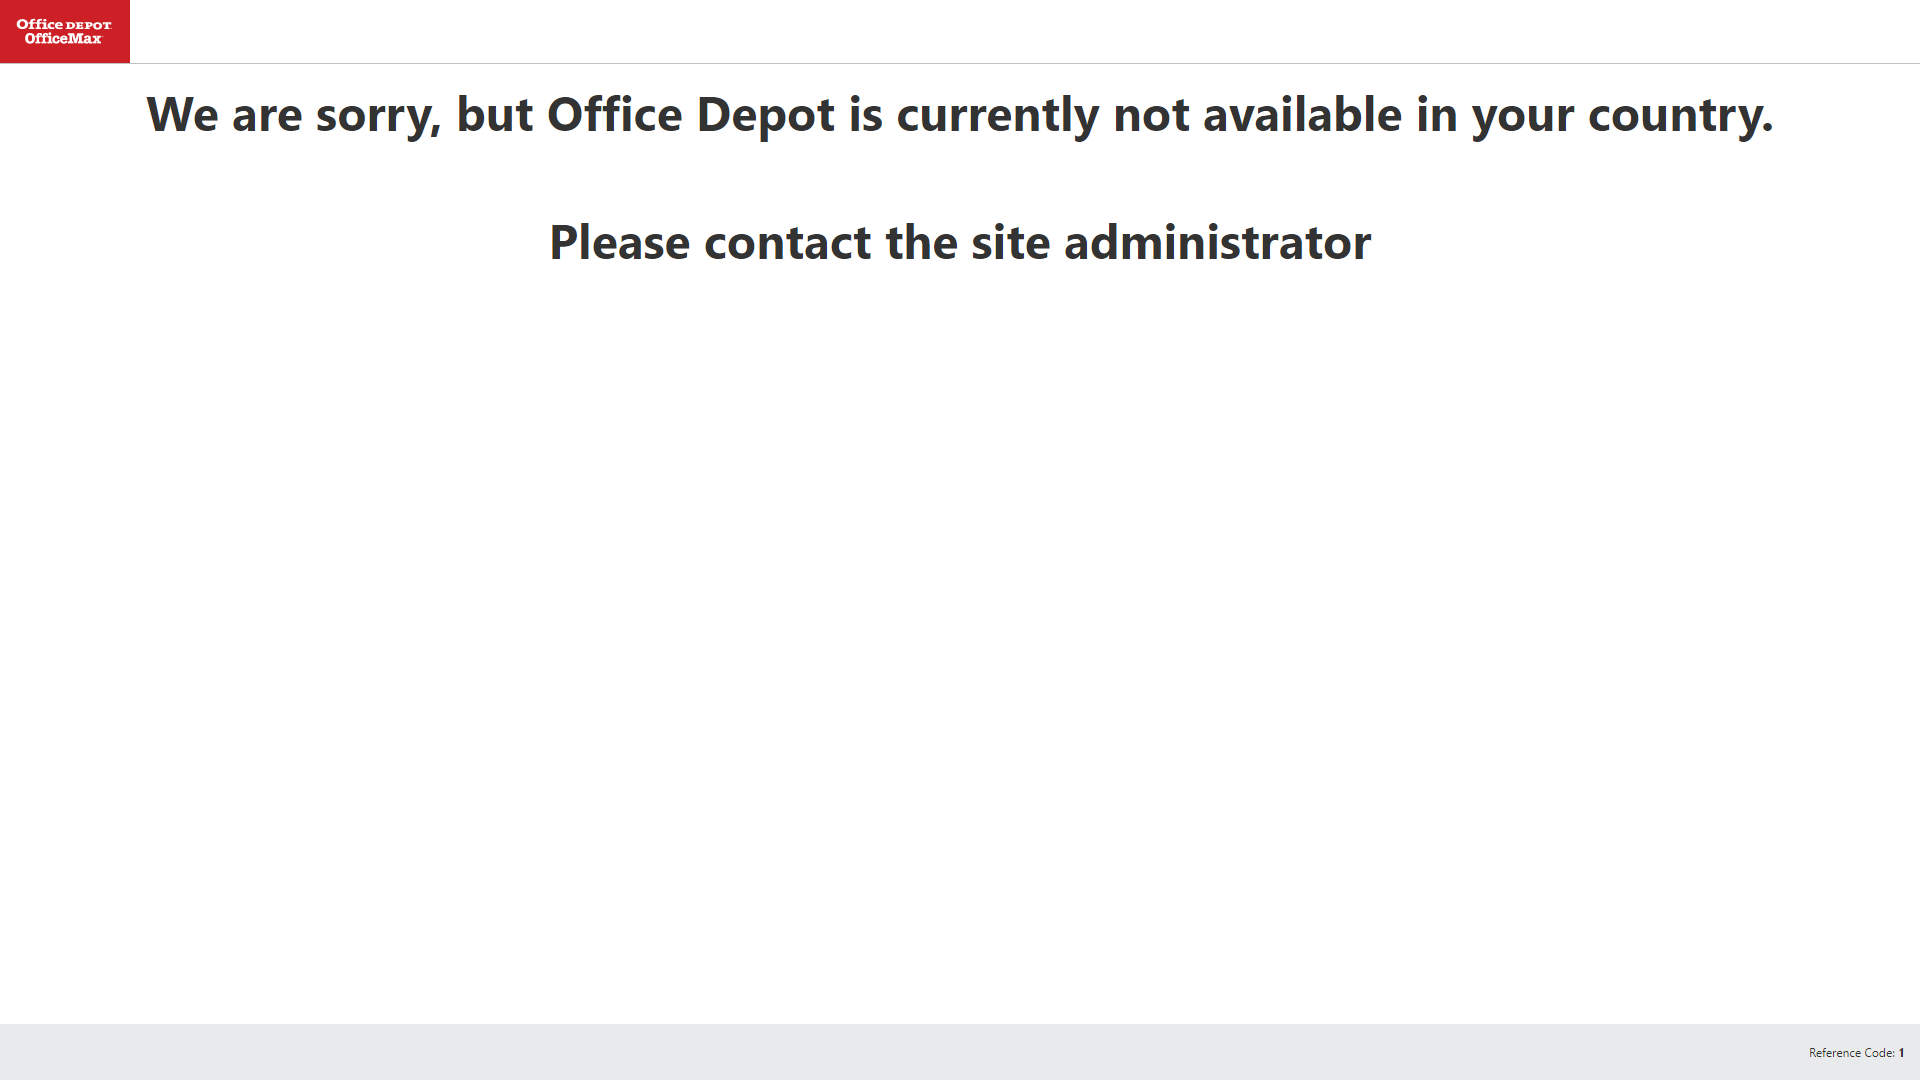 Office DEPOT
OfficeMax
We are sorry, but Office Depot is currently not available in your country.
Please contact the site administrator
Reference Code: 1